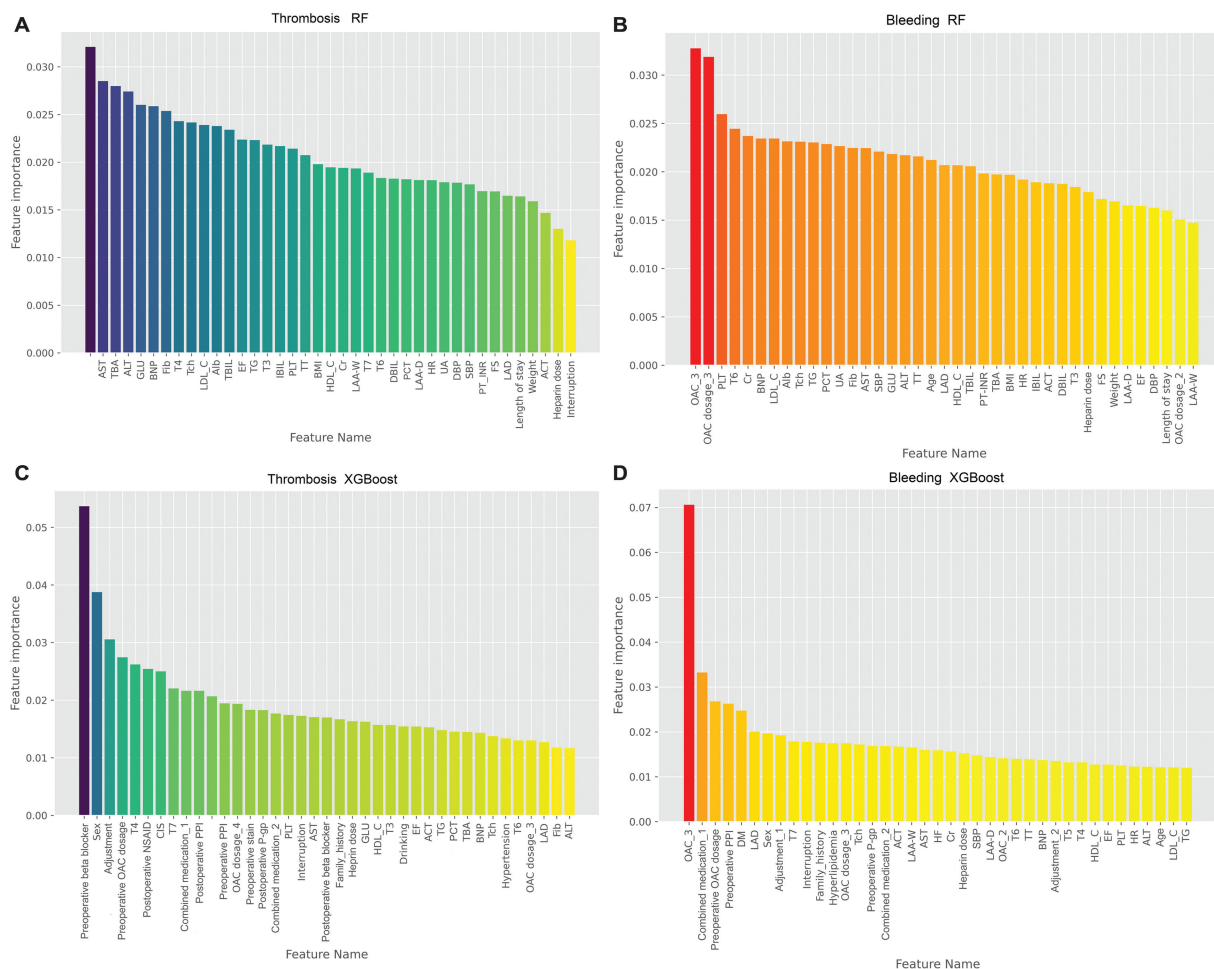 A
Thrombosis RF
0.030
0.025
0.020
0.015
0.010
0.005
0.000
Feature importance
AST
TBA
ALT
GLU
BNP
Fib
T4
Tch
LDL_C
Alb
TBIL
EF
TG
T3
IBIL
PLT
TT
BMI
HDL_C
Cr
LAA-W
T7
T6
DBIL
PCT
LAA-D
HR
UA
DBP
SBP
PT_INR
FS
LAD
Length of stay
Weight
ACT
Heparin dose
Interruption
Feature Name
B
Bleeding RF
0.030
0.025
0.020
0.015
0.010
0.005
0.000
Feature importance
OAC_3
OAC dosage_3
PLT
T6
Cr
BNP
LDL_C
Alb
Tch
TG
PCT
UA
Fib
AST
SBP
GLU
ALT
TT
Age
LAD
HDL_C
TBIL
PT-INR
TBA
BMI
HR
IBIL
ACT
DBIL
T3
Heparin dose
FS
Weight
LAA-D
EF
DBP
Length of stay
OAC dosage_2
LAA-W
Feature Name
C
Thrombosis XGBoost
0.05
0.04
0.03
0.02
0.01
0.00
Feature importance
Preoperative beta blocker
Sex
Adjustment
Preoperative OAC dosage
T4
Postoperative NSAID
CIS
T7
Combined medication_1
Postoperative PPI
Preoperative PPI
OAC dosage_4
Preoperative stain
Postoperative P-gp
Combined medication_2
PLT
Interruption
AST
Postoperative beta blocker
Family_history
Heprin dose
GLU
HDL_C
T3
Drinking
EF
ACT
TG
PCT
TBA
BNP
Tch
Hypertension
T6
OAC dosage_3
LAD
Fib
ALT
Feature Name
D
Bleeding XGBoost
0.07
0.06
0.05
0.04
0.03
0.02
0.01
0.00
Feature importance
OAC_3
Combined medication_1
Preoperative OAC dosage
Preoperative PPI
DM
LAD
Sex
Adjustment_1
T7
Interruption
Family_history
Hyperlipidemia
OAC dosage_3
Tch
Preoperative P-gp
Combined medication_2
ACT
LAA-W
AST
HF
Cr
Heparin dose
SBP
LAA-D
OAC_2
T6
TT
BNP
Adjustment_2
T5
T4
HDL_C
EF
PLT
HR
ALT
Age
LDL_C
TG
Feature Name